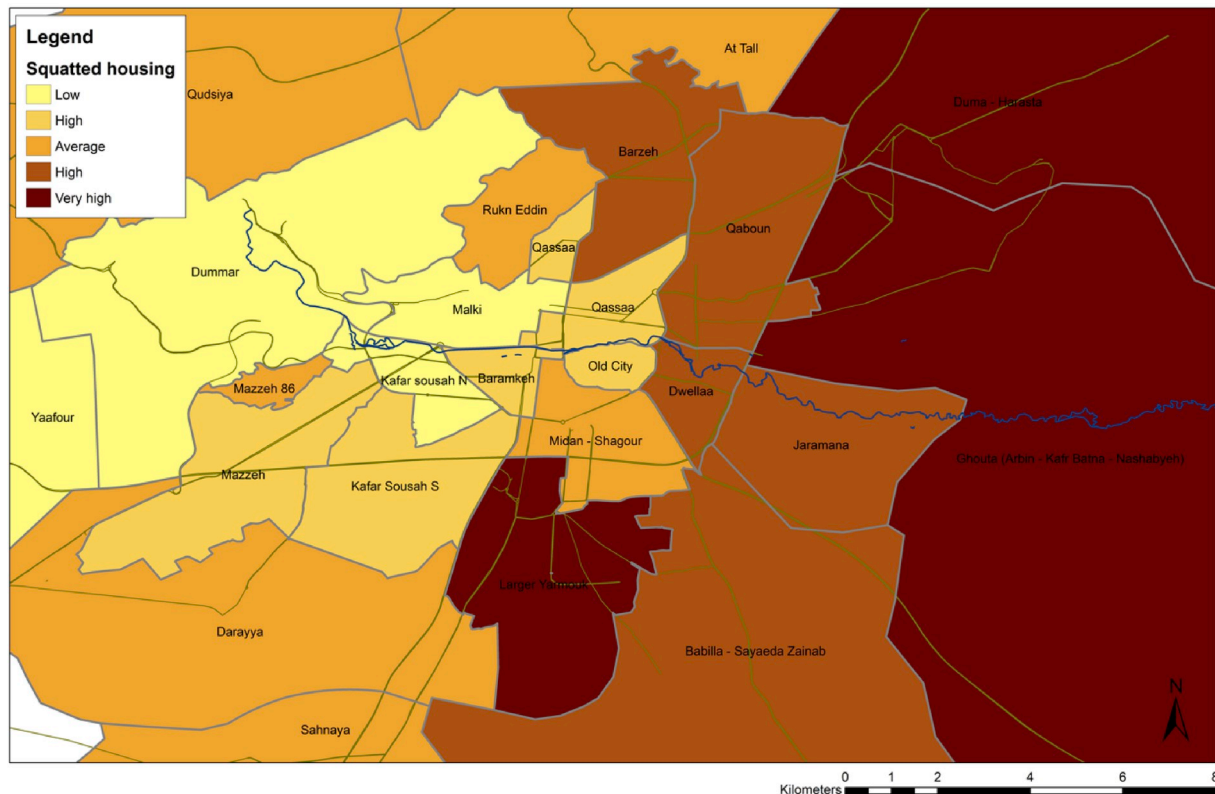 Legend
Squatted housing
Low
High
Average
High
Very high
At Tall
Qudsiya
Duma - Harasta
Barzeh
Rukn Eddin
Qaboun
Qassaa
Dummar
Malki
Qassaa
Old City
Kafar sousah N
Baramkeh
Dwellaa
Mazzeh 86
Yaafour
Midan - Shagour
Jaramana
Ghouta (Arbin - Kafr Batna - Nashabyeh)
Mazzeh
Kafar Sousah S
Larger Yarmouk
Darayya
Babilla - Sayaeda Zainab
Sahnaya
N
0 1 2 4 6 8
Kilometers